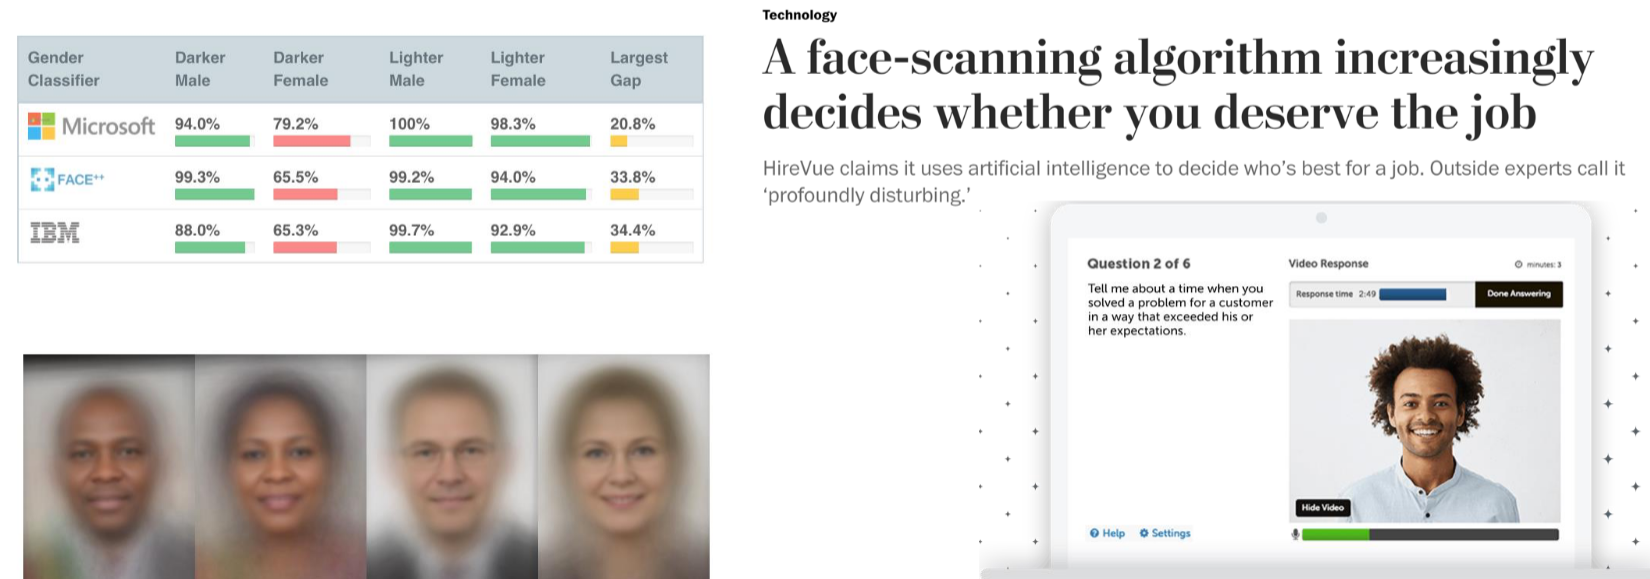 Gender Classifier Darker Male Darker Female Lighter Male Lighter Female Largest Gap
Microsoft 94.0% 79.2% 100% 98.3% 20.8%
FACE++ 99.3% 65.5% 99.2% 94.0% 33.8%
IBM 88.0% 65.3% 99.7% 92.9% 34.4%
Technology
A face-scanning algorithm increasingly
decides whether you deserve the job
HireVue claims it uses artificial intelligence to decide who’s best for a job. Outside experts call it
‘profoundly disturbing.’
Question 2 of 6
Tell me about a time when you
solved a problem for a customer
in a way that exceeded his or
her expectations.
Help Settings
Video Response minutes: 3
Response time 2:49 Done Answering
Hide Video